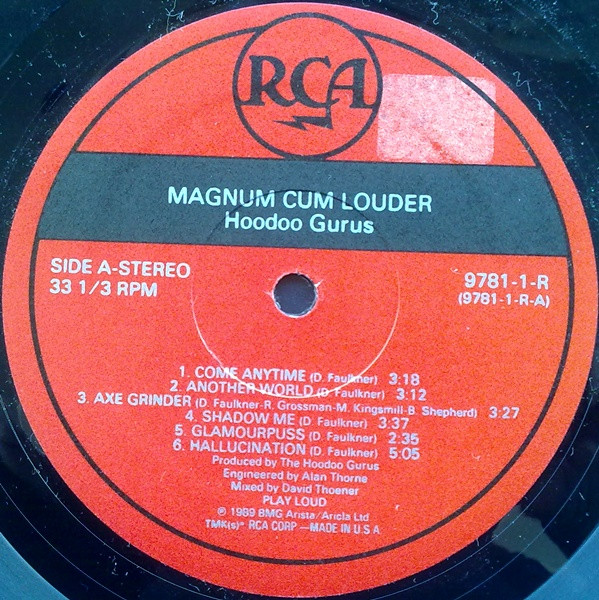 RCA
MAGNUM CUM LOUDER
Hoodoo Gurus
SIDE A-STEREO
33 1/3 RPM
9781-1-R
(9781-1-R-A)
1. COME ANYTIME (D. Faulkner) 3:18
2. ANOTHER WORLD (D. Faulkner) 3:12
3. AXE GRINDER (D. Faulkner-R. Grossman-M. Kingsmill-B. Shepherd) 3:27
4. SHADOW ME (D. Faulkner) 3:37
5. GLAMOURPUSS (D. Faulkner) 2:35
6. HALLUCINATION (D. Faulkner) 5:05
Produced by The Hoodoo Gurus
Engineered by Alan Thorne
Mixed by David Thoener
PLAY LOUD
℗ 1989 BMG Arista/Aricla Ltd
TMK(s)® RCA CORP —MADE IN U.S.A.